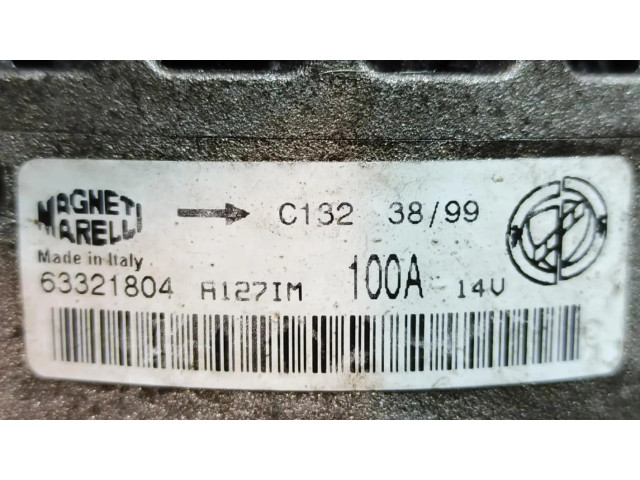 MAGNETI MARELLI
→ C132 38/99
Made in Italy
63321804 A127IM 100A 14V